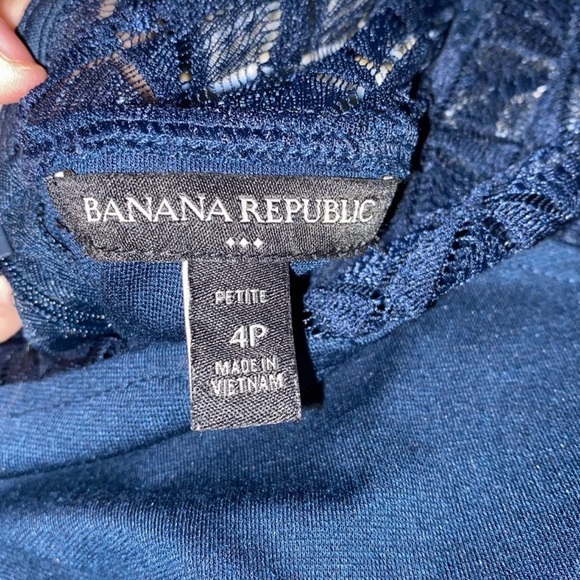 BANANA REPUBLIC
PETITE
4P
MADE IN
VIETNAM